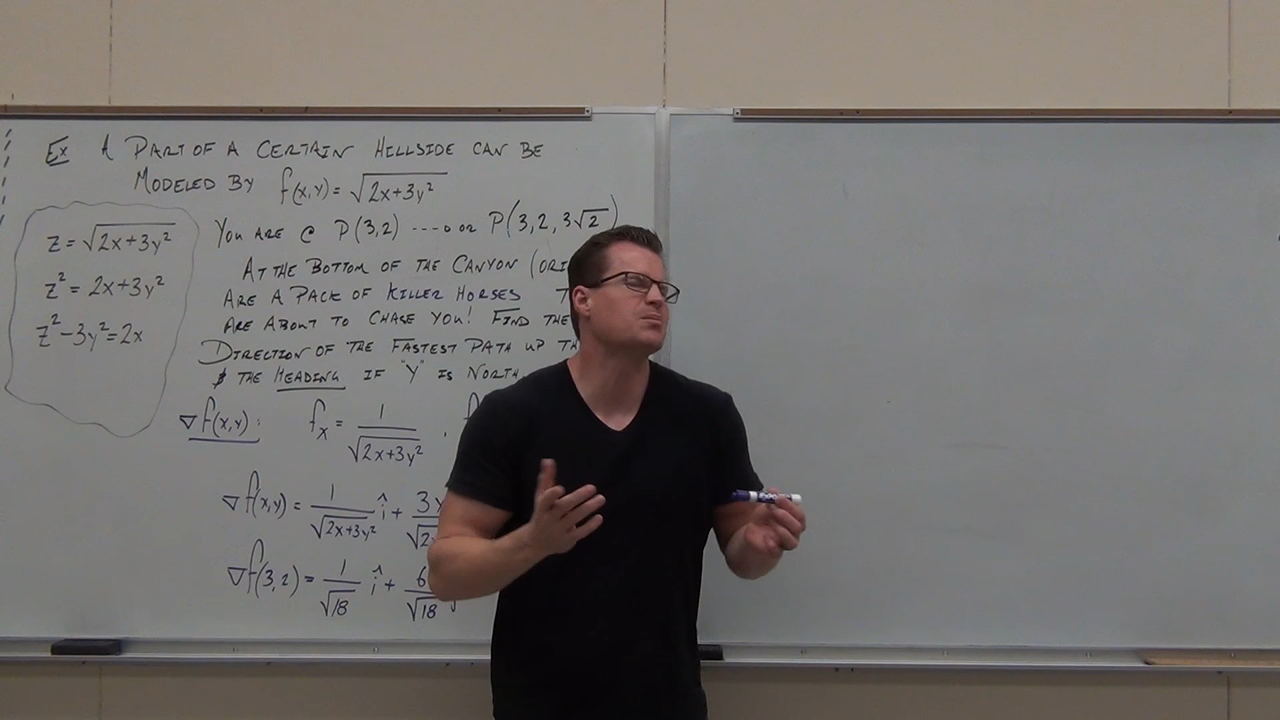 Ex A PART OF A CERTAIN HILLSIDE CAN BE
MODELED BY f(x,y) = √(2x+3y²)
z = √(2x+3y²)
z² = 2x+3y²
z² - 3y² = 2x
YOU ARE @ P(3,2) ----→ OR P(3,2,3√2)
AT THE BOTTOM OF THE CANYON (ORI
ARE A PACK OF KILLER HORSES T
ARE ABOUT TO CHASE YOU! FIND THE
DIRECTION OF THE FASTEST PATH UP TH
& THE HEADING IF "Y" IS NORTH.
∇f(x,y): f_x = 1/√(2x+3y²) , f
∇f(x,y) = 1/√(2x+3y²) î + 3y/√2x
∇f(3,2) = 1/√18 î + 6/√18 j